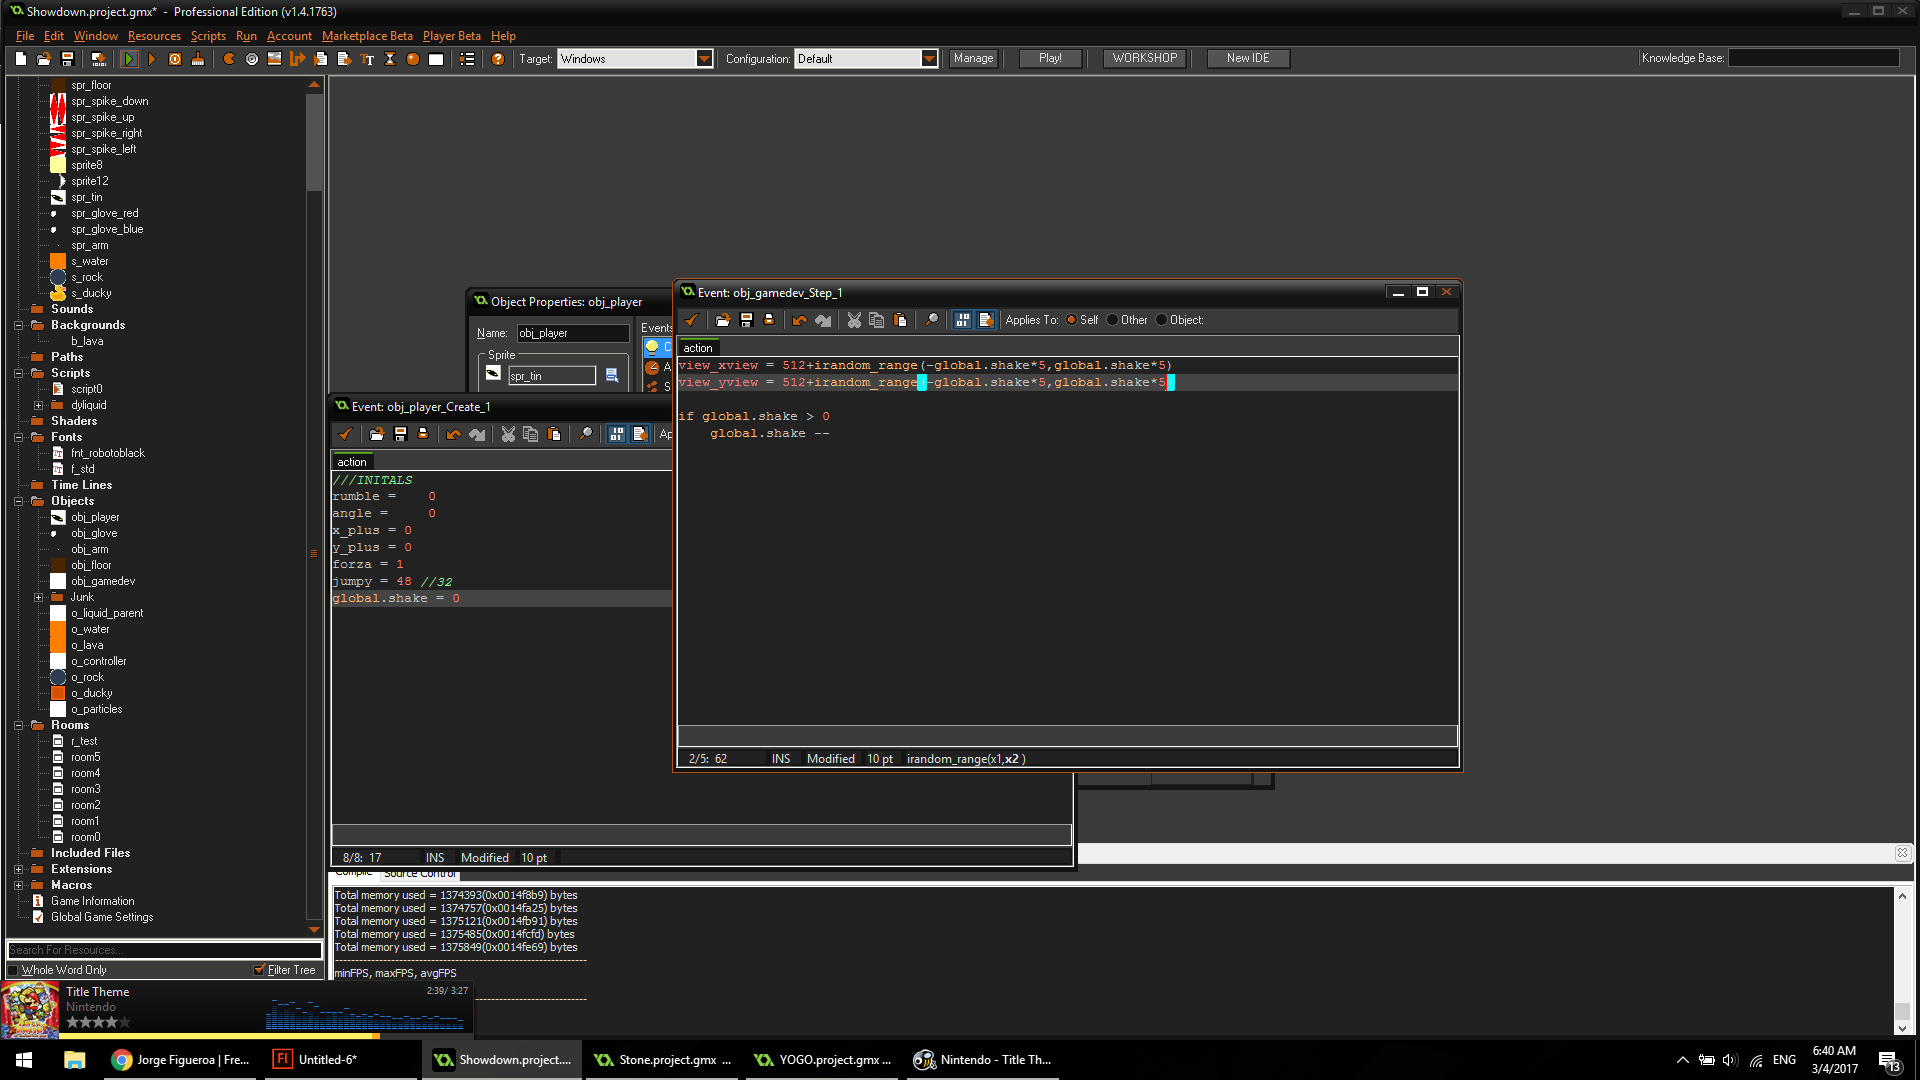 Showdown.project.gmx* - Professional Edition (v1.4.1763)
File Edit Window Resources Scripts Run Account Marketplace Beta Player Beta Help
Target: Windows Configuration: Default Manage Play! WORKSHOP New IDE Knowledge Base:
spr_floor
spr_spike_down
spr_spike_up
spr_spike_right
spr_spike_left
sprite8
sprite12
spr_tin
spr_glove_red
spr_glove_blue
spr_arm
s_water
s_rock
s_ducky
Sounds
Backgrounds
b_lava
Paths
Scripts
script0
dyliquid
Shaders
Fonts
fnt_robotoblack
f_std
Time Lines
Objects
obj_player
obj_glove
obj_arm
obj_floor
obj_gamedev
Junk
o_liquid_parent
o_water
o_lava
o_controller
o_rock
o_ducky
o_particles
Rooms
r_test
room5
room4
room3
room2
room1
room0
Included Files
Extensions
Macros
Game Information
Global Game Settings
Search For Resources...
Whole Word Only Filter Tree
Object Properties: obj_player
Name: obj_player
Sprite
spr_tin
Events
Event: obj_player_Create_1
action
///INITALS
rumble = 0
angle = 0
x_plus = 0
y_plus = 0
forza = 1
jumpy = 48 //32
global.shake = 0
8/8: 17 INS Modified 10 pt
Event: obj_gamedev_Step_1
Applies To: Self Other Object:
action
view_xview = 512+irandom_range(-global.shake*5,global.shake*5)
view_yview = 512+irandom_range(-global.shake*5,global.shake*5)
if global.shake > 0
global.shake --
2/5: 62 INS Modified 10 pt irandom_range(x1,x2 )
Compile Source Control
Total memory used = 1374393(0x0014f8b9) bytes
Total memory used = 1374757(0x0014fa25) bytes
Total memory used = 1375121(0x0014fb91) bytes
Total memory used = 1375485(0x0014fcfd) bytes
Total memory used = 1375849(0x0014fe69) bytes
minFPS, maxFPS, avgFPS
Title Theme 2:39/ 3:27
Nintendo
Jorge Figueroa | Fre... Untitled-6* Showdown.project.... Stone.project.gmx ... YOGO.project.gmx ... Nintendo - Title Th...
ENG
6:40 AM
3/4/2017
13